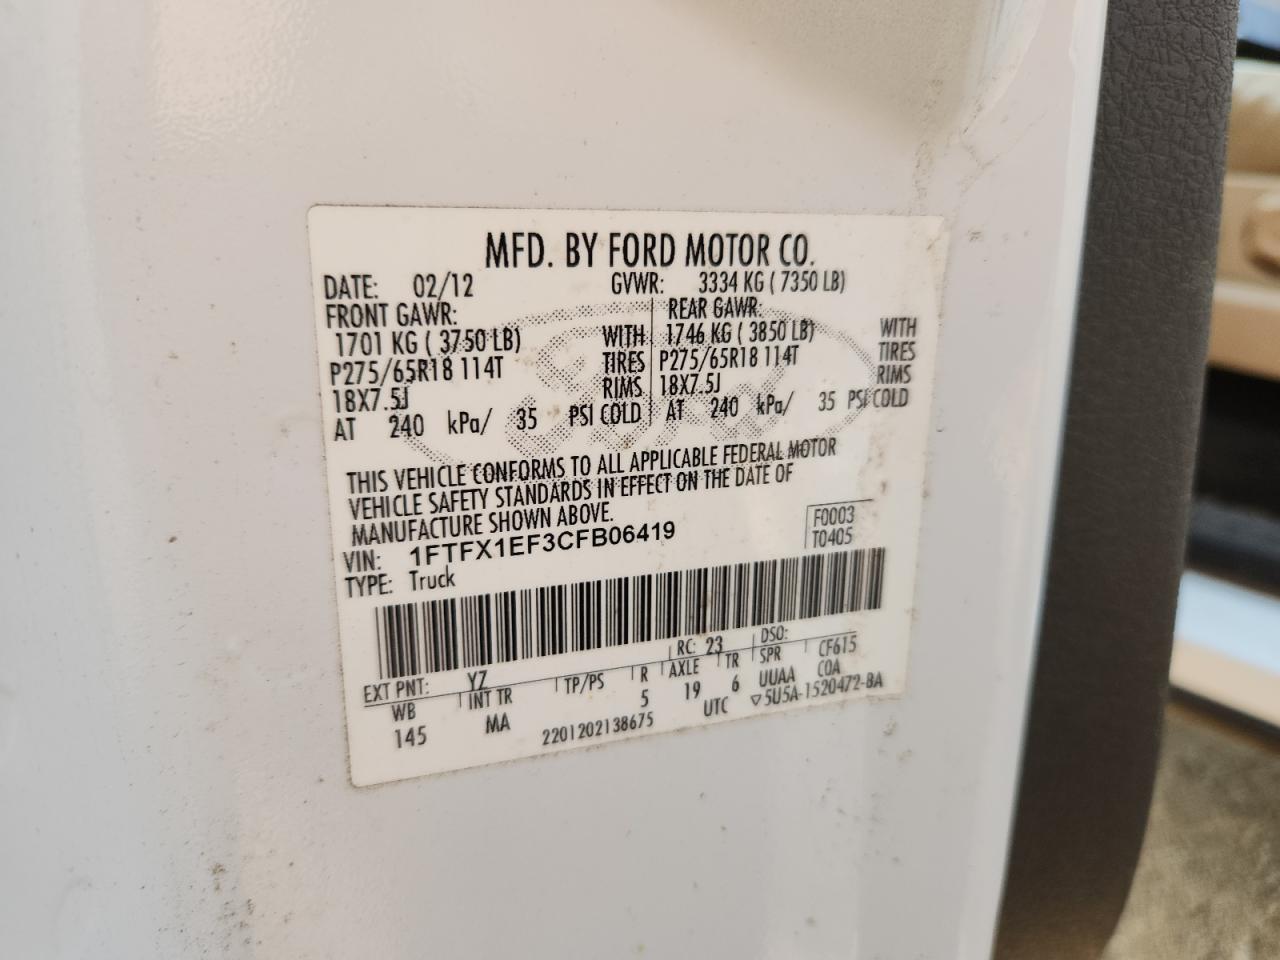 MFD. BY FORD MOTOR CO.
DATE: 02/12 GVWR: 3334 KG ( 7350 LB)
FRONT GAWR: REAR GAWR:
1701 KG ( 3750 LB) WITH 1746 KG ( 3850 LB) WITH
P275/65R18 114T TIRES P275/65R18 114T TIRES
18X7.5J RIMS 18X7.5J RIMS
AT 240 kPa/ 35 PSI COLD AT 240 kPa/ 35 PSI COLD
THIS VEHICLE CONFORMS TO ALL APPLICABLE FEDERAL MOTOR
VEHICLE SAFETY STANDARDS IN EFFECT ON THE DATE OF
MANUFACTURE SHOWN ABOVE.
VIN: 1FTFX1EF3CFB06419 F0003
TYPE: Truck T0405
EXT PNT: YZ RC: 23 DSO:
WB INT TR TP/PS R AXLE TR SPR CF615
145 MA 5 19 6 UUAA COA
2201202138675 UTC ▽5U5A-1520472-BA